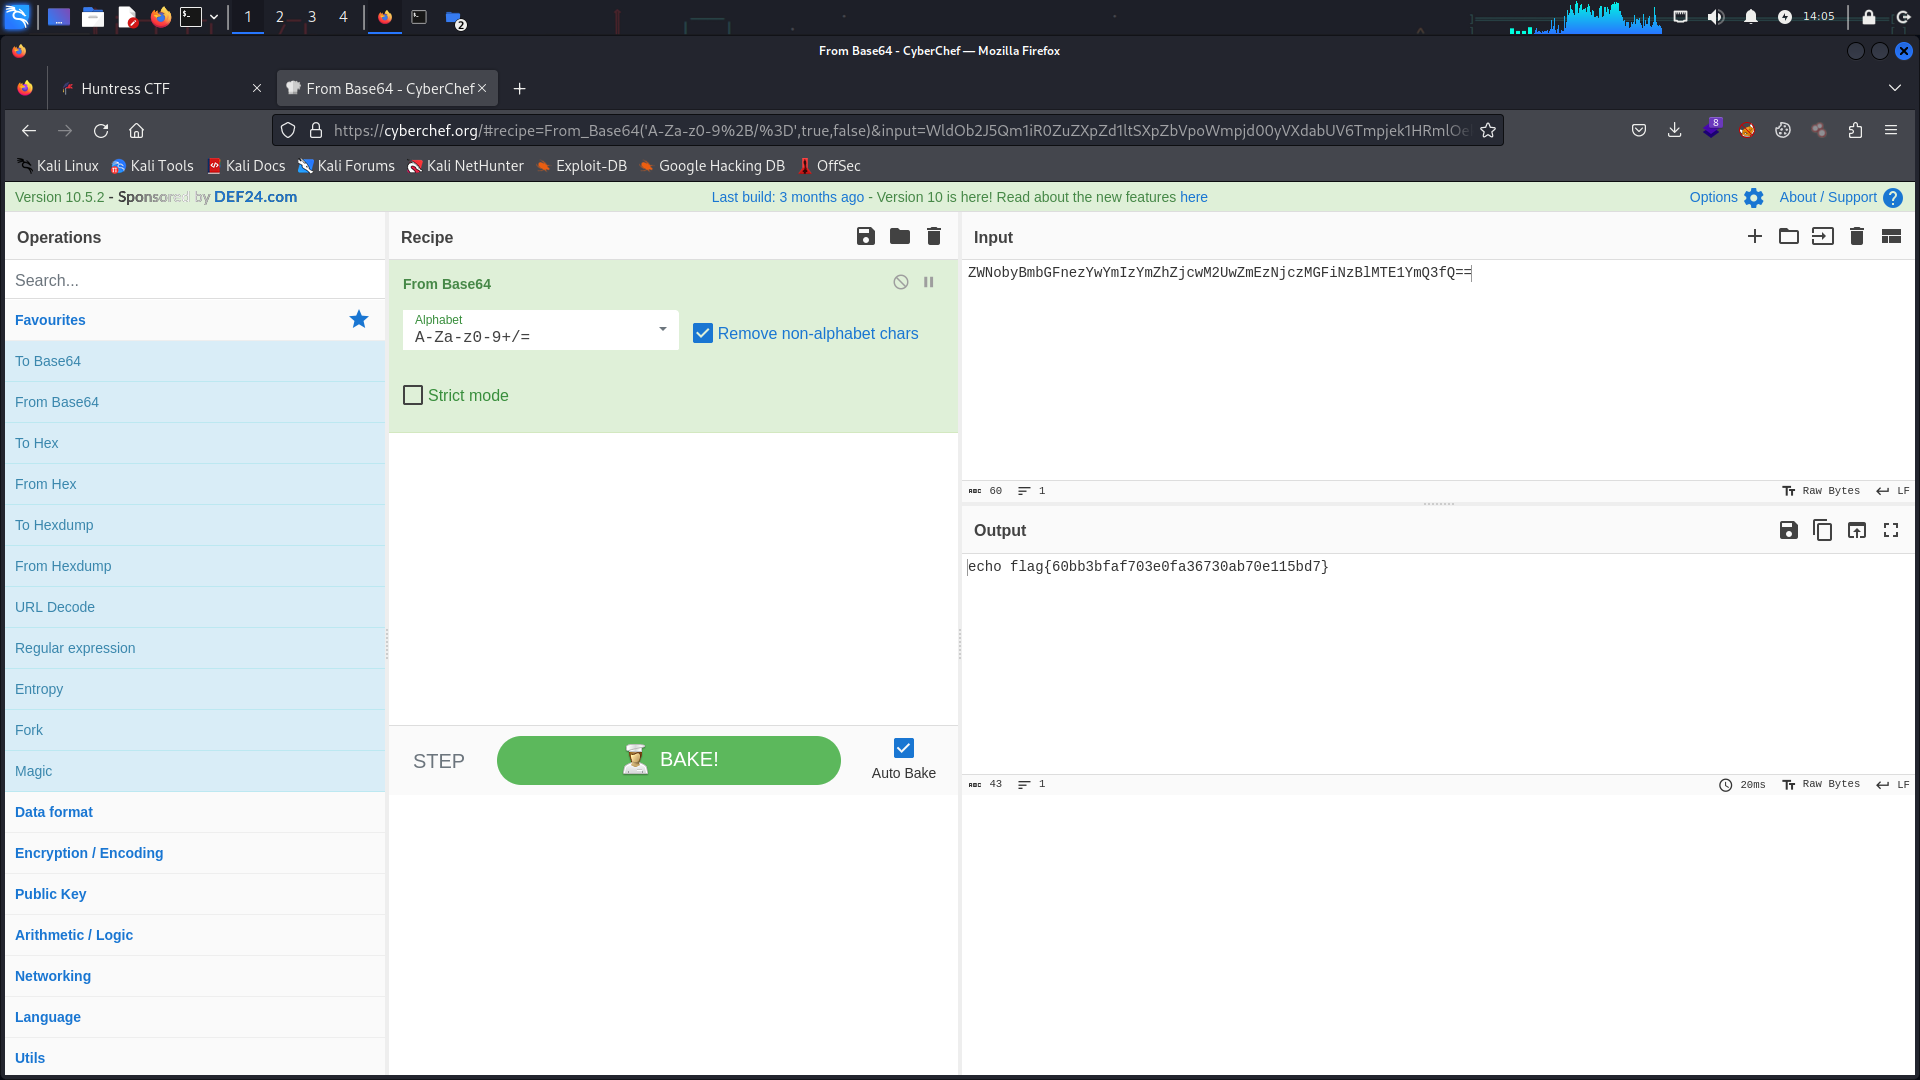 1 2 3 4 2 14:05
From Base64 - CyberChef — Mozilla Firefox
Huntress CTF
From Base64 - CyberChef
https://cyberchef.org/#recipe=From_Base64('A-Za-z0-9%2B/%3D',true,false)&input=WldOb2J5Qm1iR0ZuZXpZd1ltSXpZbVpoWmpjd00yVXdabUV6Tmpjek1HRmlOe
8
Kali Linux Kali Tools Kali Docs Kali Forums Kali NetHunter Exploit-DB Google Hacking DB OffSec
Version 10.5.2 - Sponsored by DEF24.com
Last build: 3 months ago - Version 10 is here! Read about the new features here
Options About / Support
Operations
Search...
Favourites
To Base64
From Base64
To Hex
From Hex
To Hexdump
From Hexdump
URL Decode
Regular expression
Entropy
Fork
Magic
Data format
Encryption / Encoding
Public Key
Arithmetic / Logic
Networking
Language
Utils
Recipe
From Base64
Alphabet
A-Za-z0-9+/=
Remove non-alphabet chars
Strict mode
STEP
BAKE!
Auto Bake
Input
ZWNobyBmbGFnezYwYmIzYmZhZjcwM2UwZmEzNjczMGFiNzBlMTE1YmQ3fQ==
ABC 60 1 Raw Bytes LF
Output
echo flag{60bb3bfaf703e0fa36730ab70e115bd7}
ABC 43 1 20ms Raw Bytes LF